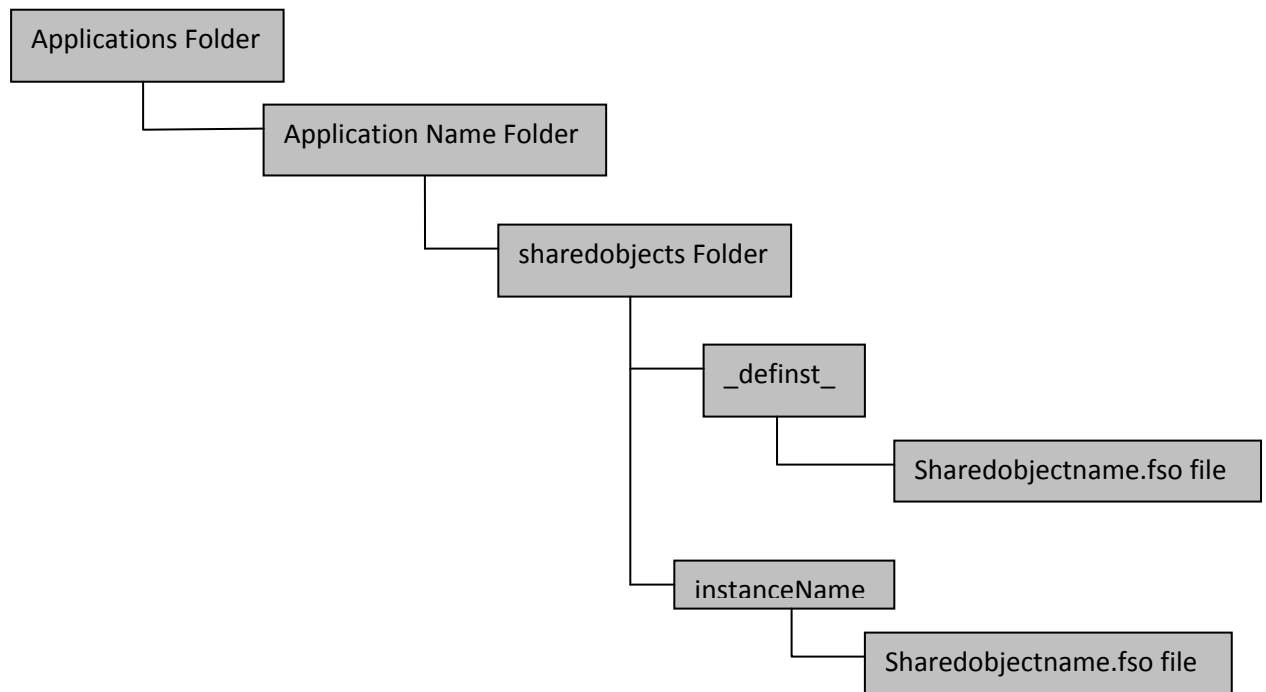 Applications Folder
Application Name Folder
sharedobjects Folder
_definst_
Sharedobjectname.fso file
instanceName
Sharedobjectname.fso file